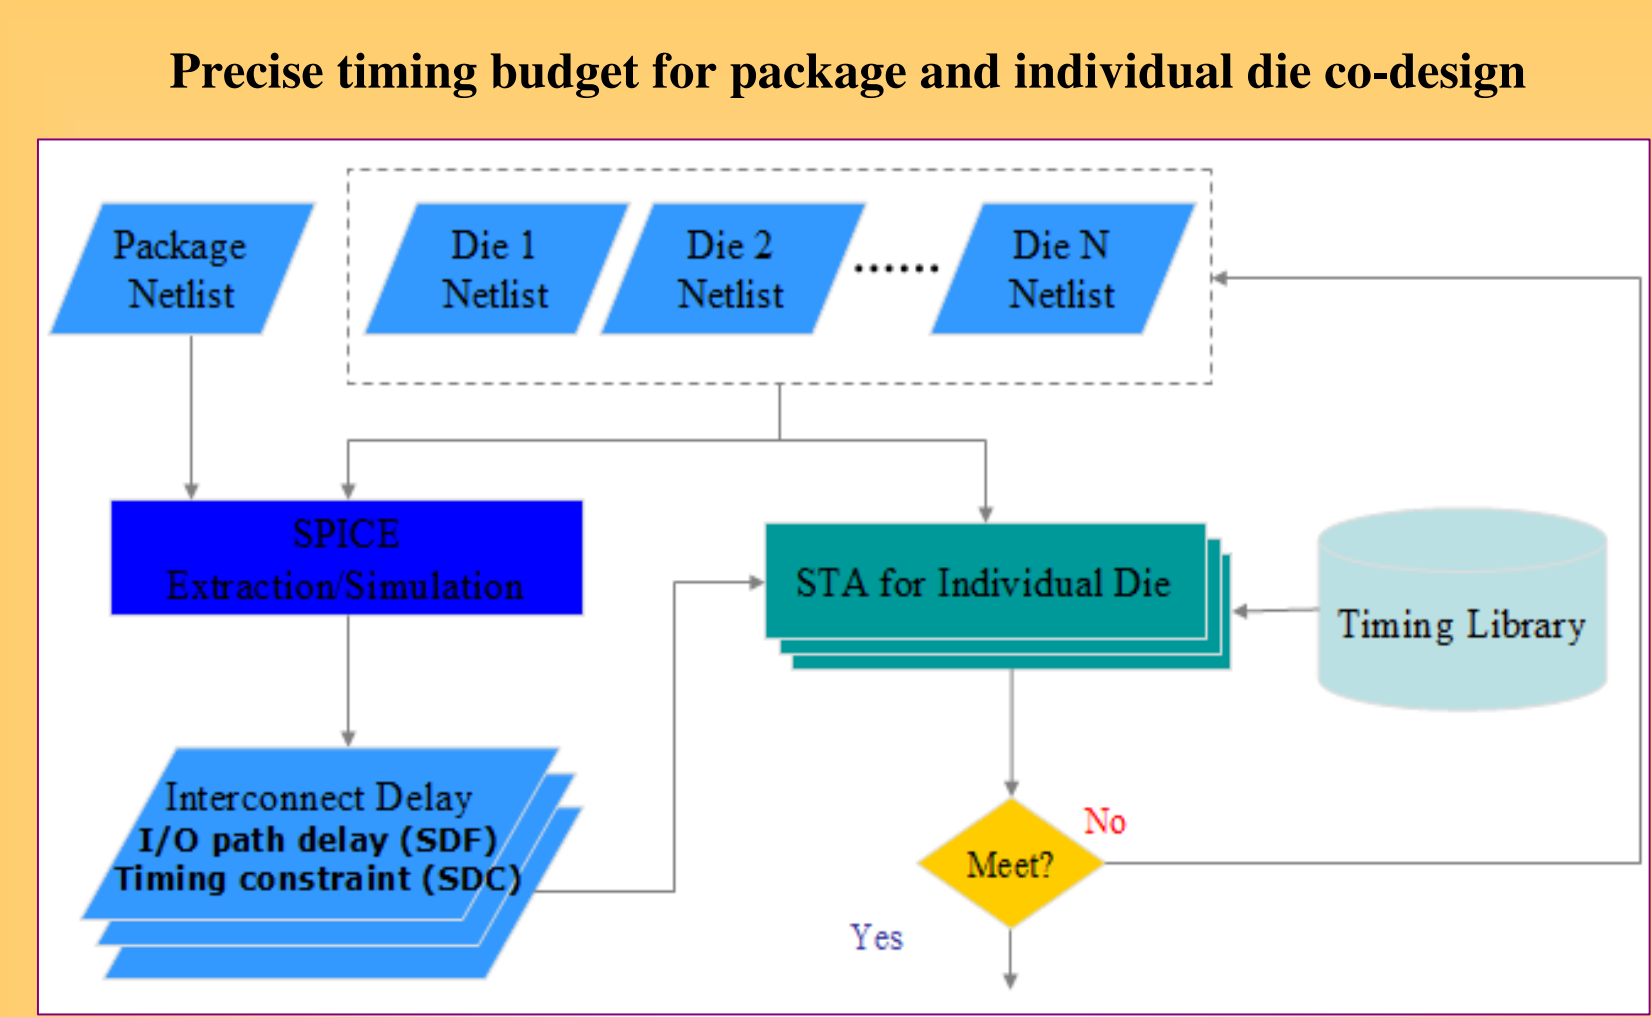 Precise timing budget for package and individual die co-design
Package
Netlist
Die 1
Netlist
Die 2
Netlist
......
Die N
Netlist
SPICE
Extraction/Simulation
STA for Individual Die
Timing Library
Interconnect Delay
I/O path delay (SDF)
Timing constraint (SDC)
No
Meet?
Yes